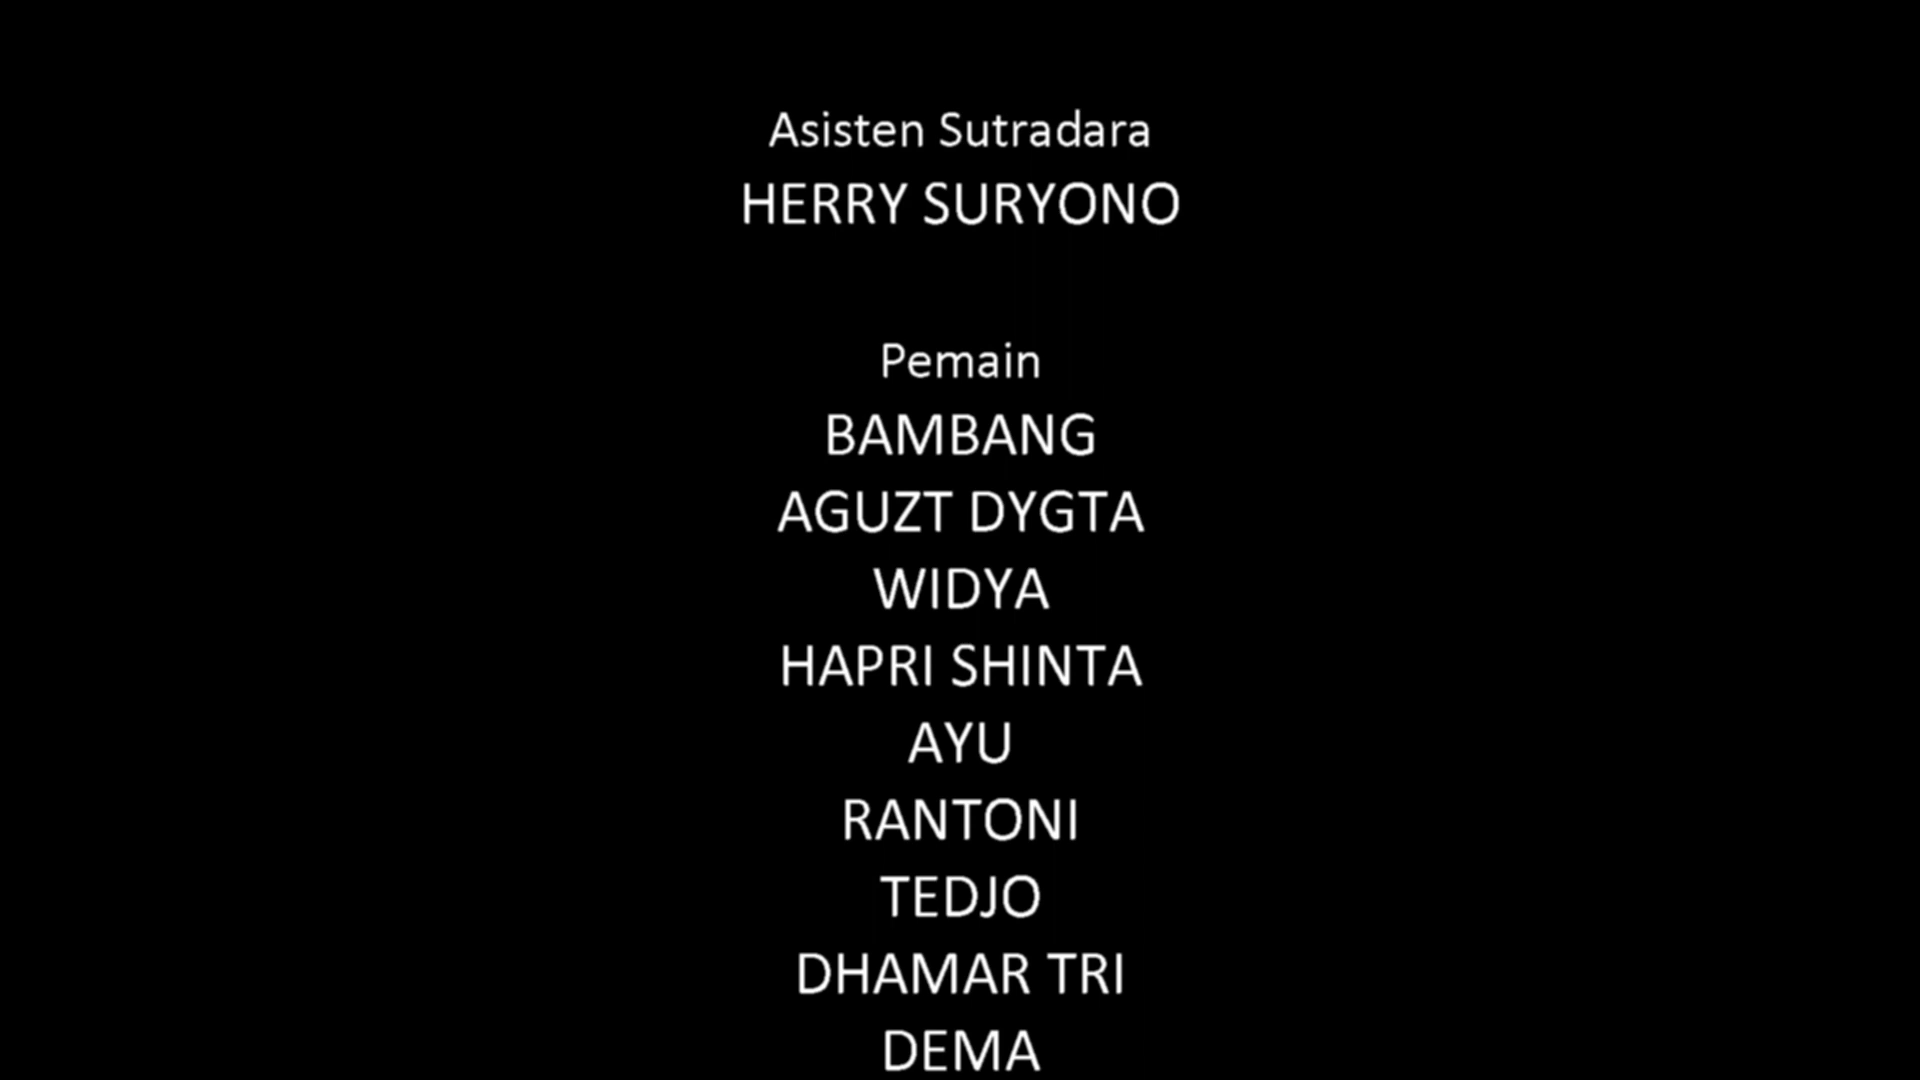 Asisten Sutradara
HERRY SURYONO
Pemain
BAMBANG
AGUZT DYGTA
WIDYA
HAPRI SHINTA
AYU
RANTONI
TEDJO
DHAMAR TRI
DEMA